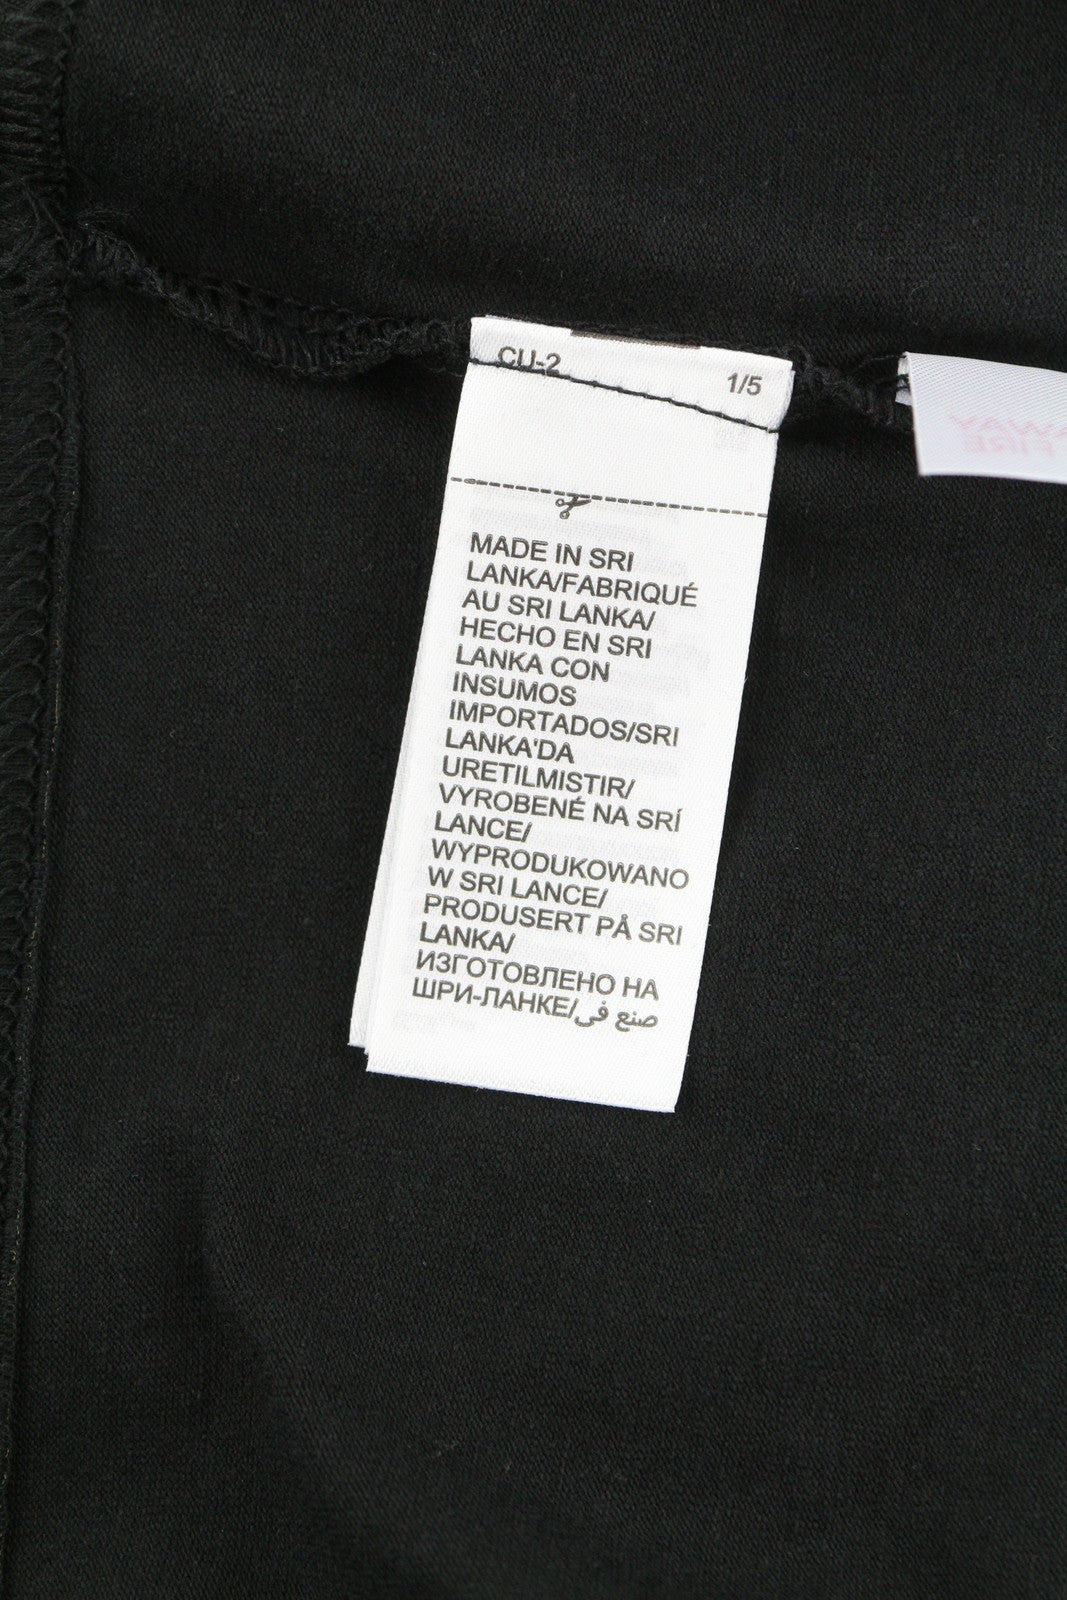 CU-2
1/5
MADE IN SRI
LANKA/FABRIQUÉ
AU SRI LANKA/
HECHO EN SRI
LANKA CON
INSUMOS
IMPORTADOS/SRI
LANKA'DA
URETILMISTIR/
VYROBENÉ NA SRÍ
LANCE/
WYPRODUKOWANO
W SRI LANCE/
PRODUSERT PÅ SRI
LANKA/
ИЗГОТОВЛЕНО НА
ШРИ-ЛАНКЕ/صنع في